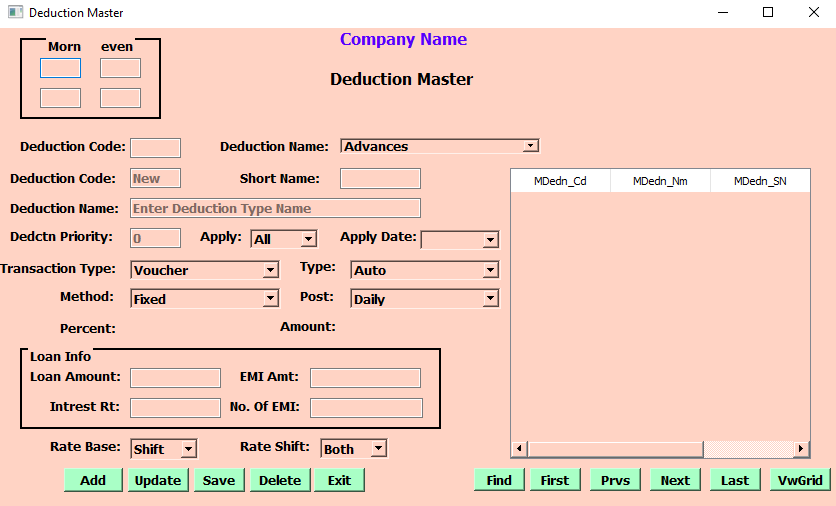 Deduction Master
Company Name
Morn even
Deduction Master
Deduction Code: Deduction Name: Advances
Deduction Code: New Short Name:
MDedn_Cd MDedn_Nm MDedn_SN
Deduction Name: Enter Deduction Type Name
Dedctn Priority: 0 Apply: All Apply Date:
Transaction Type: Voucher Type: Auto
Method: Fixed Post: Daily
Percent: Amount:
Loan Info
Loan Amount: EMI Amt:
Intrest Rt: No. Of EMI:
Rate Base: Shift Rate Shift: Both
Add Update Save Delete Exit Find First Prvs Next Last VwGrid